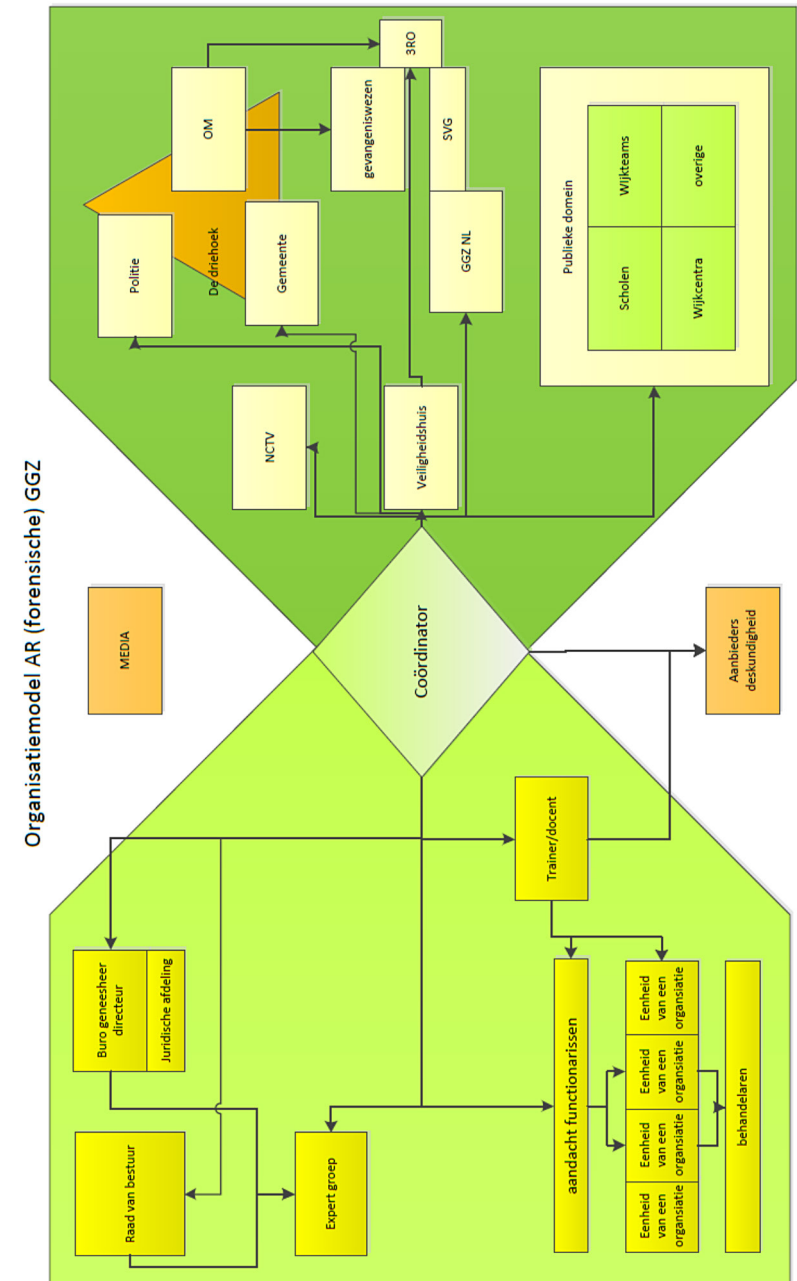 Organisatiemodel AR (forensische) GGZ
Raad van bestuur
Buro geneesheer
directeur
Juridische afdeling
Expert groep
Trainer/docent
aandacht functionarissen
Eenheid
van een
organsiatie
Eenheid
van een
organsiatie
Eenheid
van een
organsiatie
Eenheid
van een
organsiatie
behandelaren
MEDIA
Coördinator
Aanbieders
deskundigheid
Politie
OM
De driehoek
Gemeente
NCTV
gevangeniswezen
3RO
Veiligheidshuis
SVG
GGZ NL
Publieke domein
Scholen
Wijkteams
Wijkcentra
overige